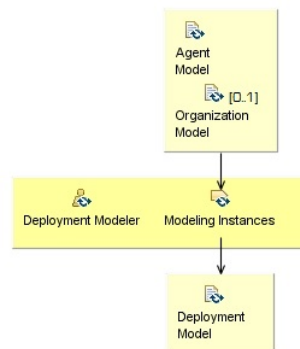 Agent
Model
[0..1]
Organization
Model
Deployment Modeler
Modeling Instances
Deployment
Model